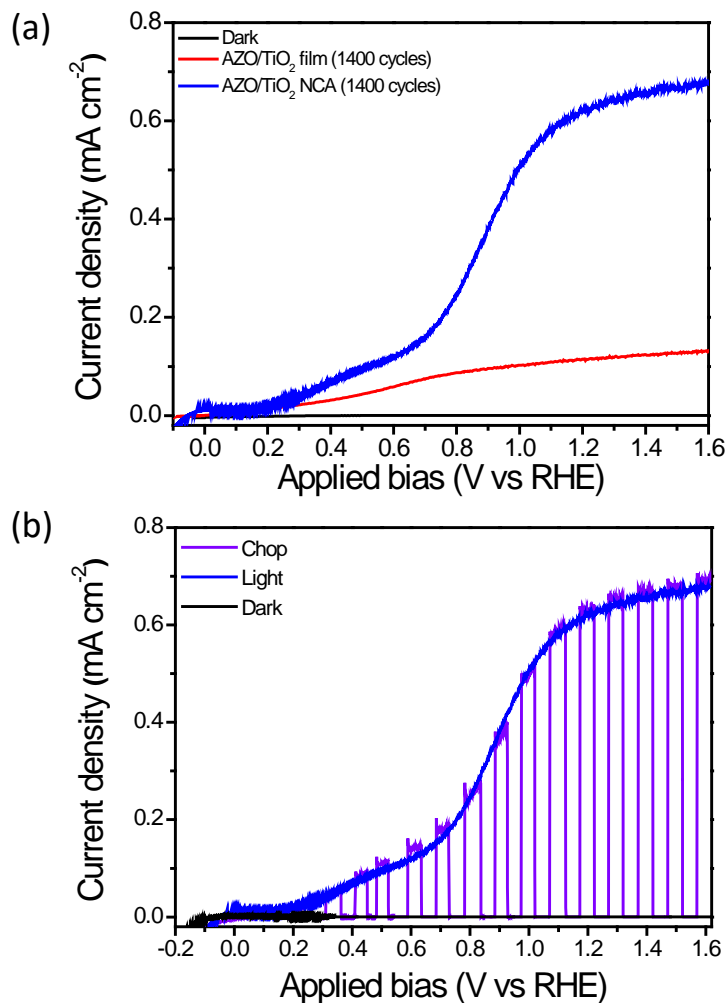 (a)
Dark
AZO/TiO2 film (1400 cycles)
AZO/TiO2 NCA (1400 cycles)
0.8
0.6
0.4
0.2
0.0
Current density (mA cm-2)
0.0 0.2 0.4 0.6 0.8 1.0 1.2 1.4 1.6
Applied bias (V vs RHE)
(b)
Chop
Light
Dark
0.8
0.6
0.4
0.2
0.0
Current density (mA cm-2)
-0.2 0.0 0.2 0.4 0.6 0.8 1.0 1.2 1.4 1.6
Applied bias (V vs RHE)